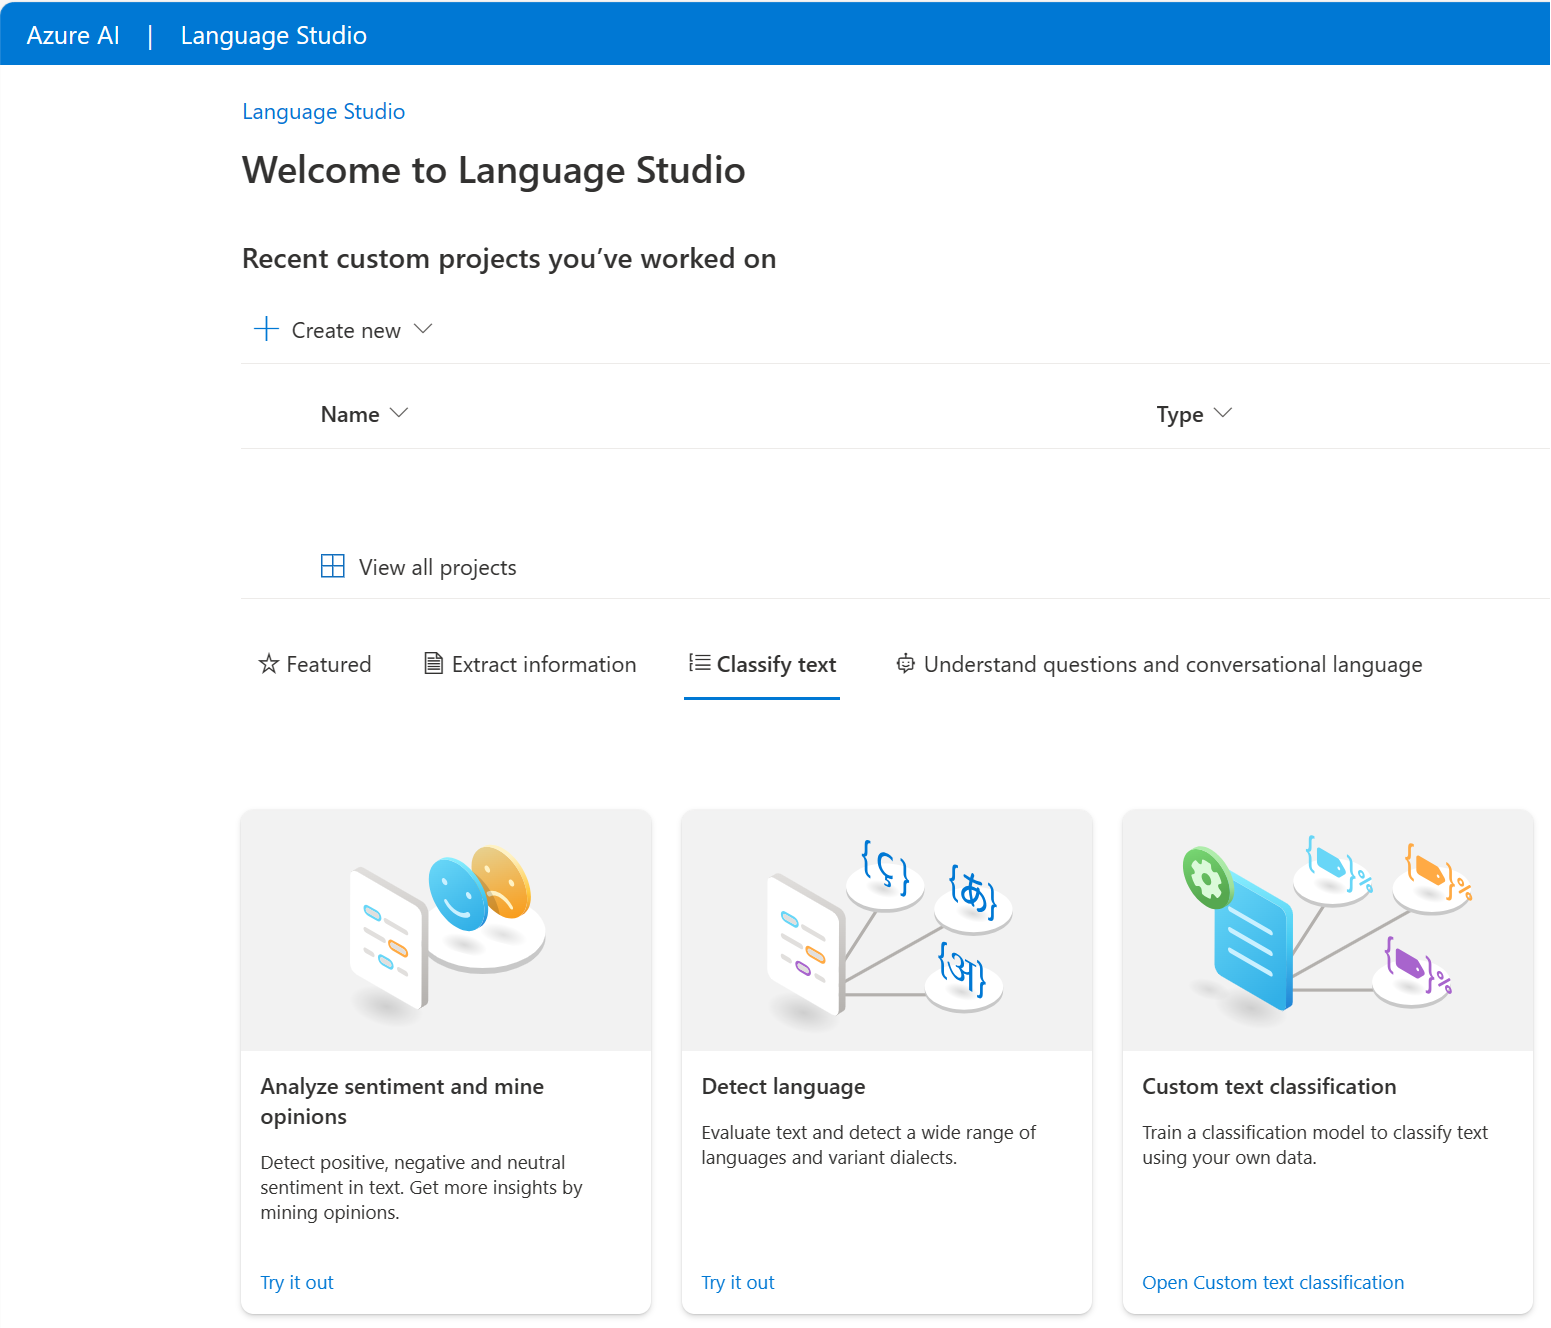 Azure AI | Language Studio
Language Studio
Welcome to Language Studio
Recent custom projects you’ve worked on
Create new
Name Type
View all projects
Featured Extract information Classify text Understand questions and conversational language
{ç} {あ} {अ} % % %
Analyze sentiment and mine
opinions
Detect positive, negative and neutral
sentiment in text. Get more insights by
mining opinions.
Try it out
Detect language
Evaluate text and detect a wide range of
languages and variant dialects.
Try it out
Custom text classification
Train a classification model to classify text
using your own data.
Open Custom text classification